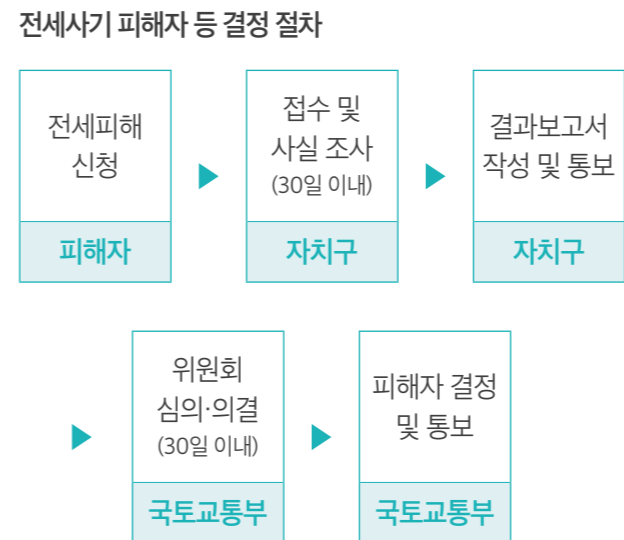 전세사기 피해자 등 결정 절차
전세피해
신청
피해자
접수 및
사실 조사
(30일 이내)
자치구
결과보고서
작성 및 통보
자치구
위원회
심의·의결
(30일 이내)
국토교통부
피해자 결정
및 통보
국토교통부